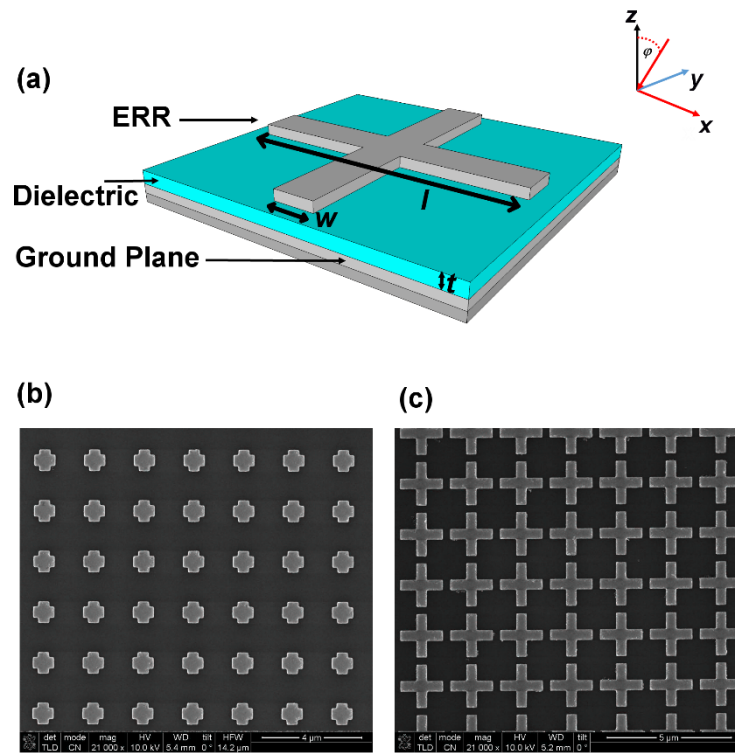 (a)
z
φ
y
x
ERR
Dielectric
w
l
Ground Plane
t
(b)
(c)
det mode mag HV WD tilt HFW
TLD CN 21 000 x 10.0 kV 5.4 mm 0 ° 14.2 µm
4 µm
det mode mag HV WD tilt
TLD CN 21 000 x 10.0 kV 5.2 mm 0 °
5 µm